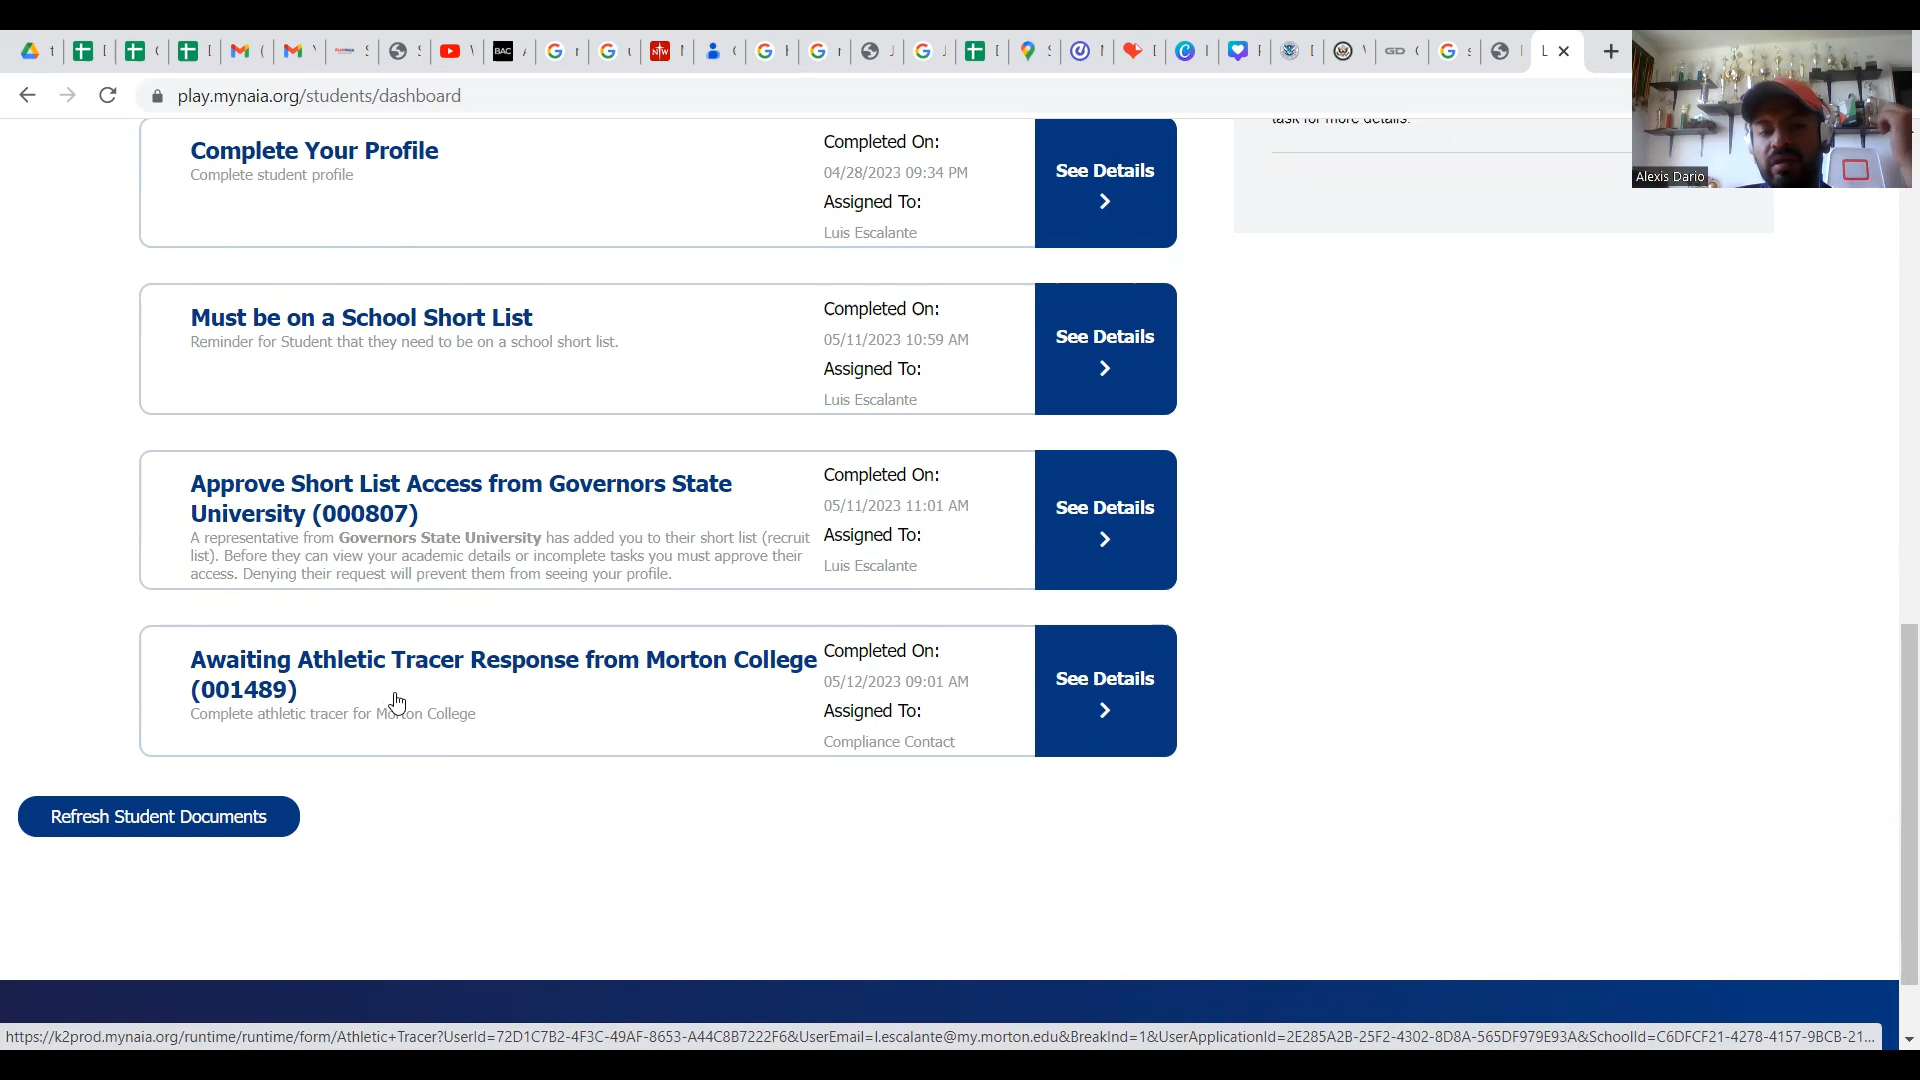 play.mynaia.org/students/dashboard
BAC
GD
L
Alexis Dario
task for more details.
Complete Your Profile
Complete student profile
Completed On:
04/28/2023 09:34 PM
Assigned To:
Luis Escalante
See Details
Must be on a School Short List
Reminder for Student that they need to be on a school short list.
Completed On:
05/11/2023 10:59 AM
Assigned To:
Luis Escalante
See Details
Approve Short List Access from Governors State
University (000807)
A representative from Governors State University has added you to their short list (recruit
list). Before they can view your academic details or incomplete tasks you must approve their
access. Denying their request will prevent them from seeing your profile.
Completed On:
05/11/2023 11:01 AM
Assigned To:
Luis Escalante
See Details
Awaiting Athletic Tracer Response from Morton College
(001489)
Complete athletic tracer for Morton College
Completed On:
05/12/2023 09:01 AM
Assigned To:
Compliance Contact
See Details
Refresh Student Documents
https://k2prod.mynaia.org/runtime/runtime/form/Athletic+Tracer?UserId=72D1C7B2-4F3C-49AF-8653-A44C8B7222F6&UserEmail=l.escalante@my.morton.edu&BreakInd=1&UserApplicationId=2E285A2B-25F2-4302-8D8A-565DF979E93A&SchoolId=C6DFCF21-4278-4157-9BCB-21...